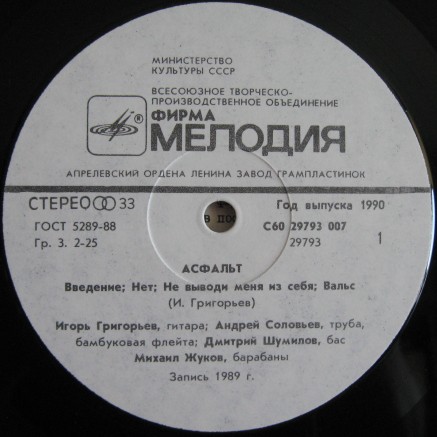 МИНИСТЕРСТВО
КУЛЬТУРЫ СССР
ВСЕСОЮЗНОЕ ТВОРЧЕСКО-
ПРОИЗВОДСТВЕННОЕ ОБЪЕДИНЕНИЕ
ФИРМА
МЕЛОДИЯ
АПРЕЛЕВСКИЙ ОРДЕНА ЛЕНИНА ЗАВОД ГРАМПЛАСТИНОК
СТЕРЕО 33
Год выпуска 1990
ГОСТ 5289-88
С60 29793 007
Гр. 3. 2-25
29793
1
АСФАЛЬТ
Введение; Нет; Не выводи меня из себя; Вальс
(И. Григорьев)
Игорь Григорьев, гитара; Андрей Соловьев, труба,
бамбуковая флейта; Дмитрий Шумилов, бас
Михаил Жуков, барабаны
Запись 1989 г.